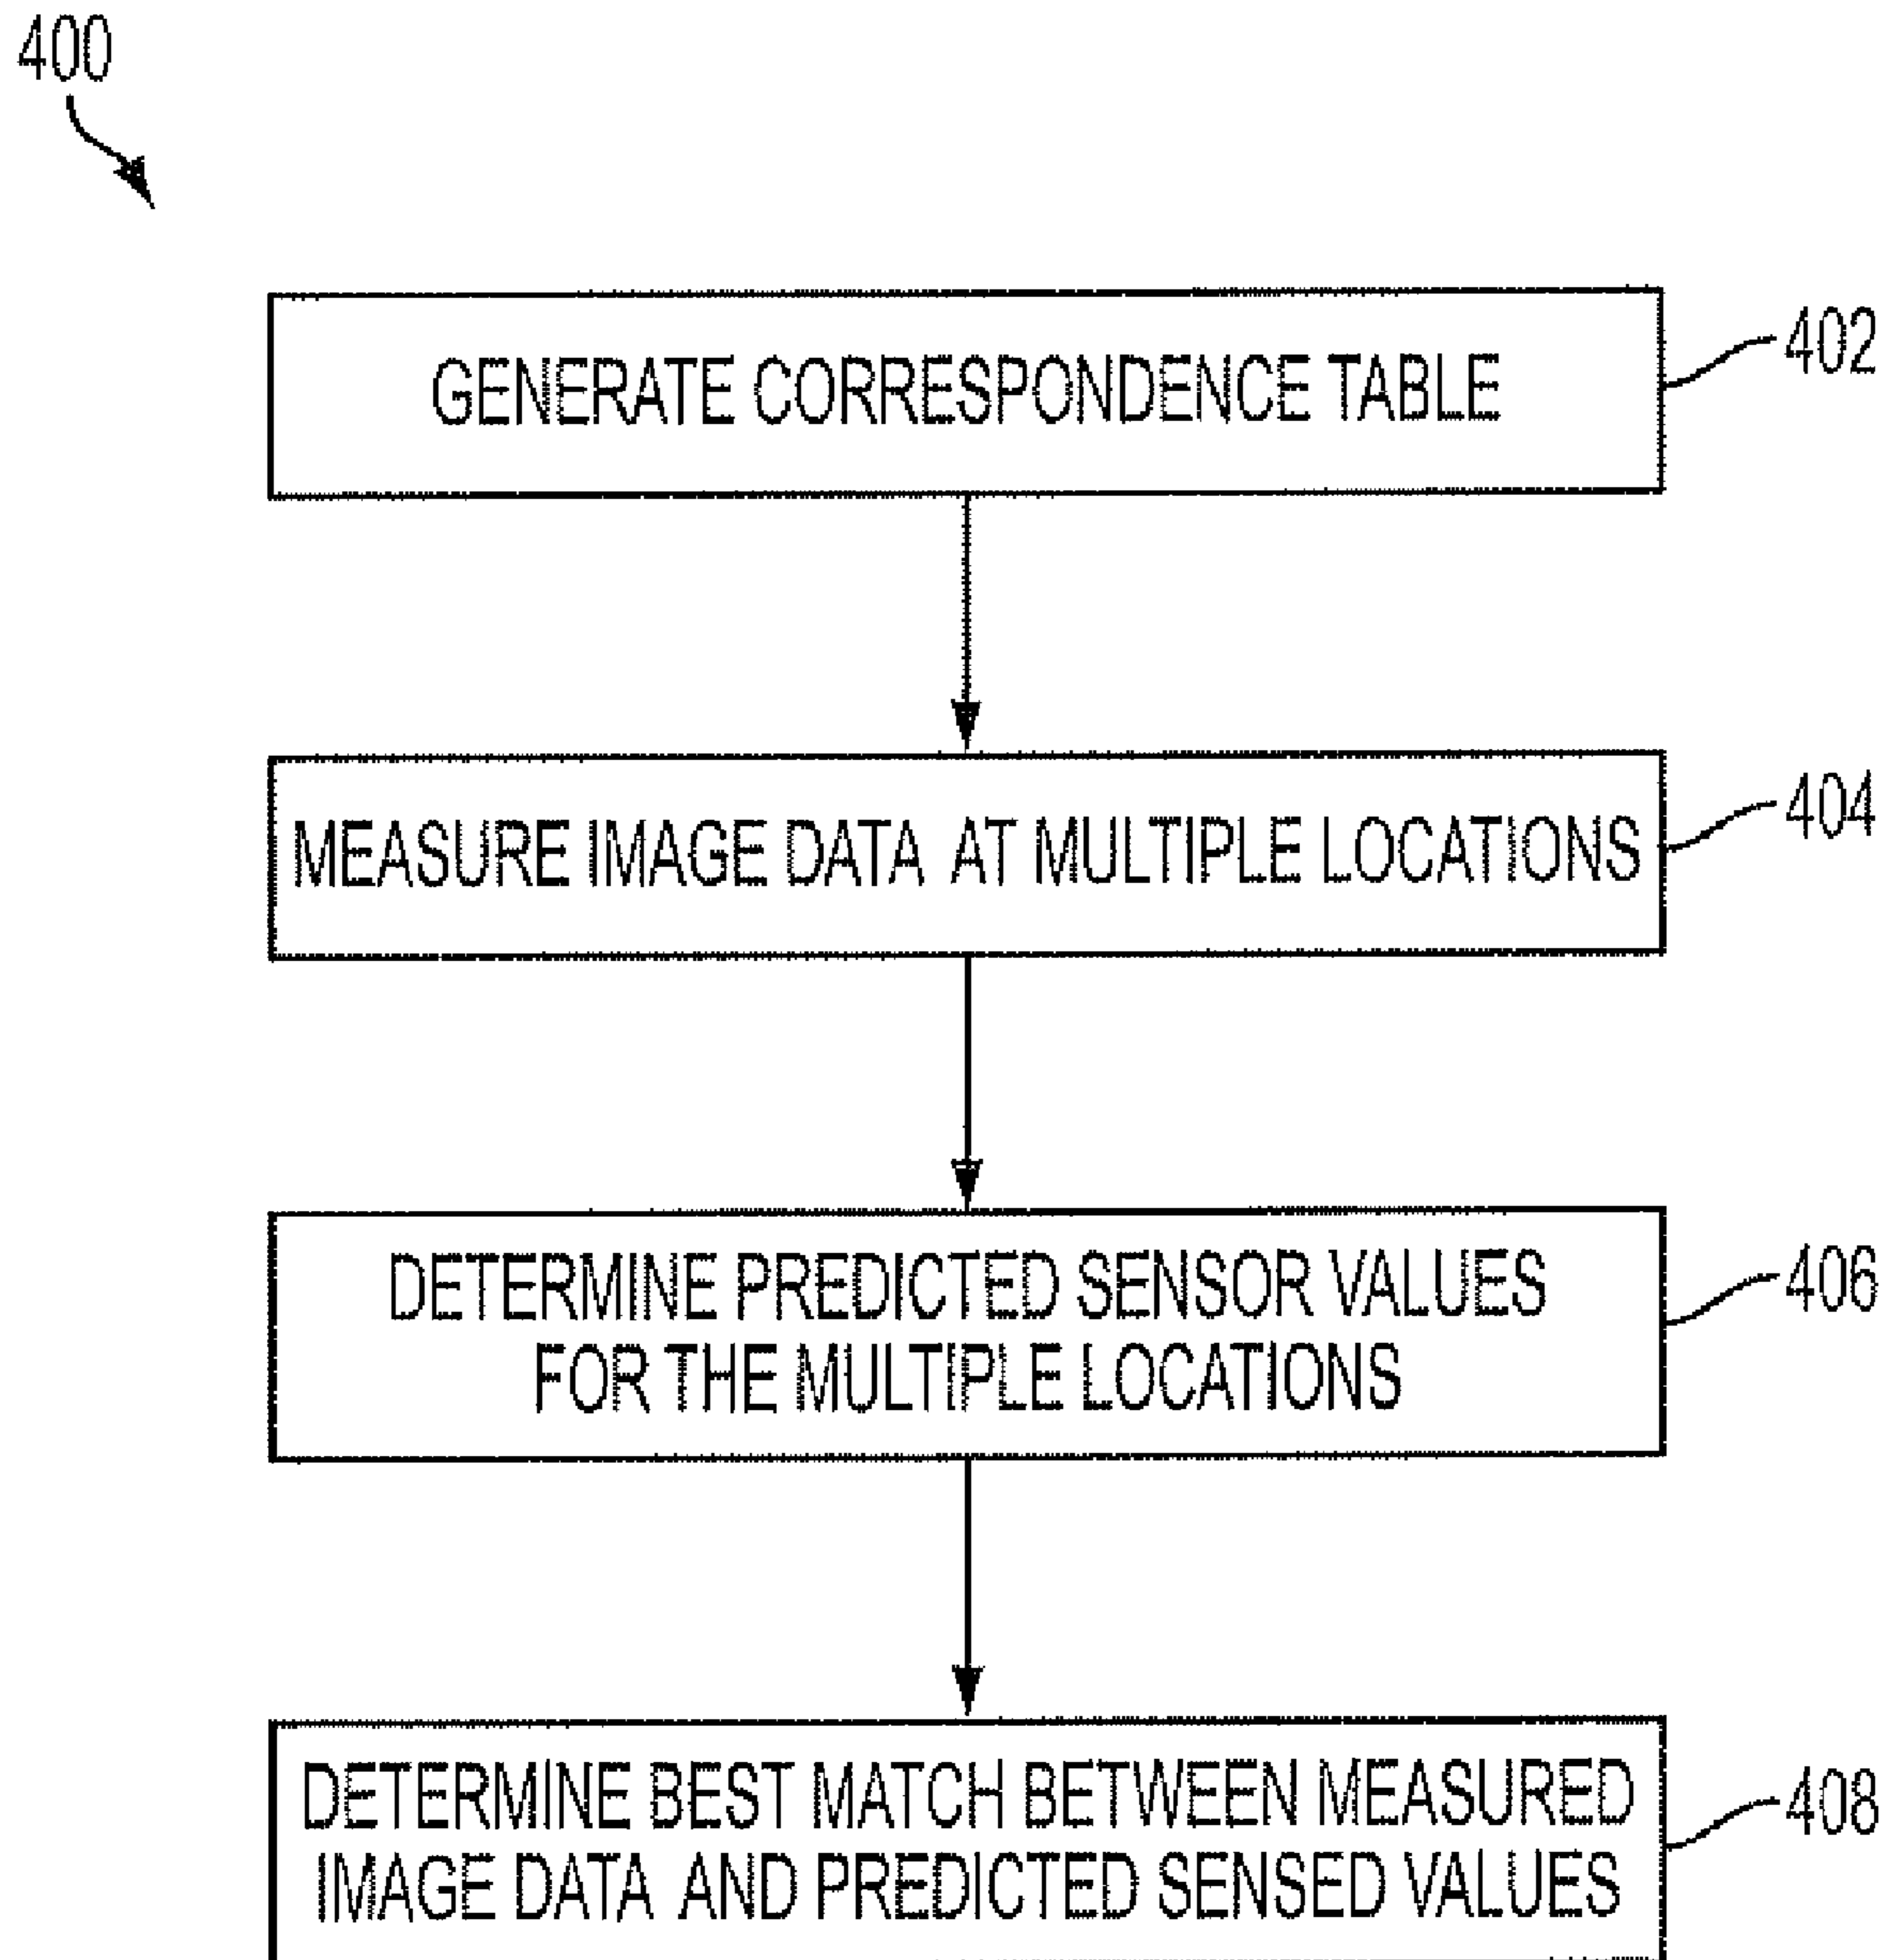 400
GENERATE CORRESPONDENCE TABLE
402
MEASURE IMAGE DATA AT MULTIPLE LOCATIONS
404
DETERMINE PREDICTED SENSOR VALUES
FOR THE MULTIPLE LOCATIONS
406
DETERMINE BEST MATCH BETWEEN MEASURED
IMAGE DATA AND PREDICTED SENSED VALUES
408